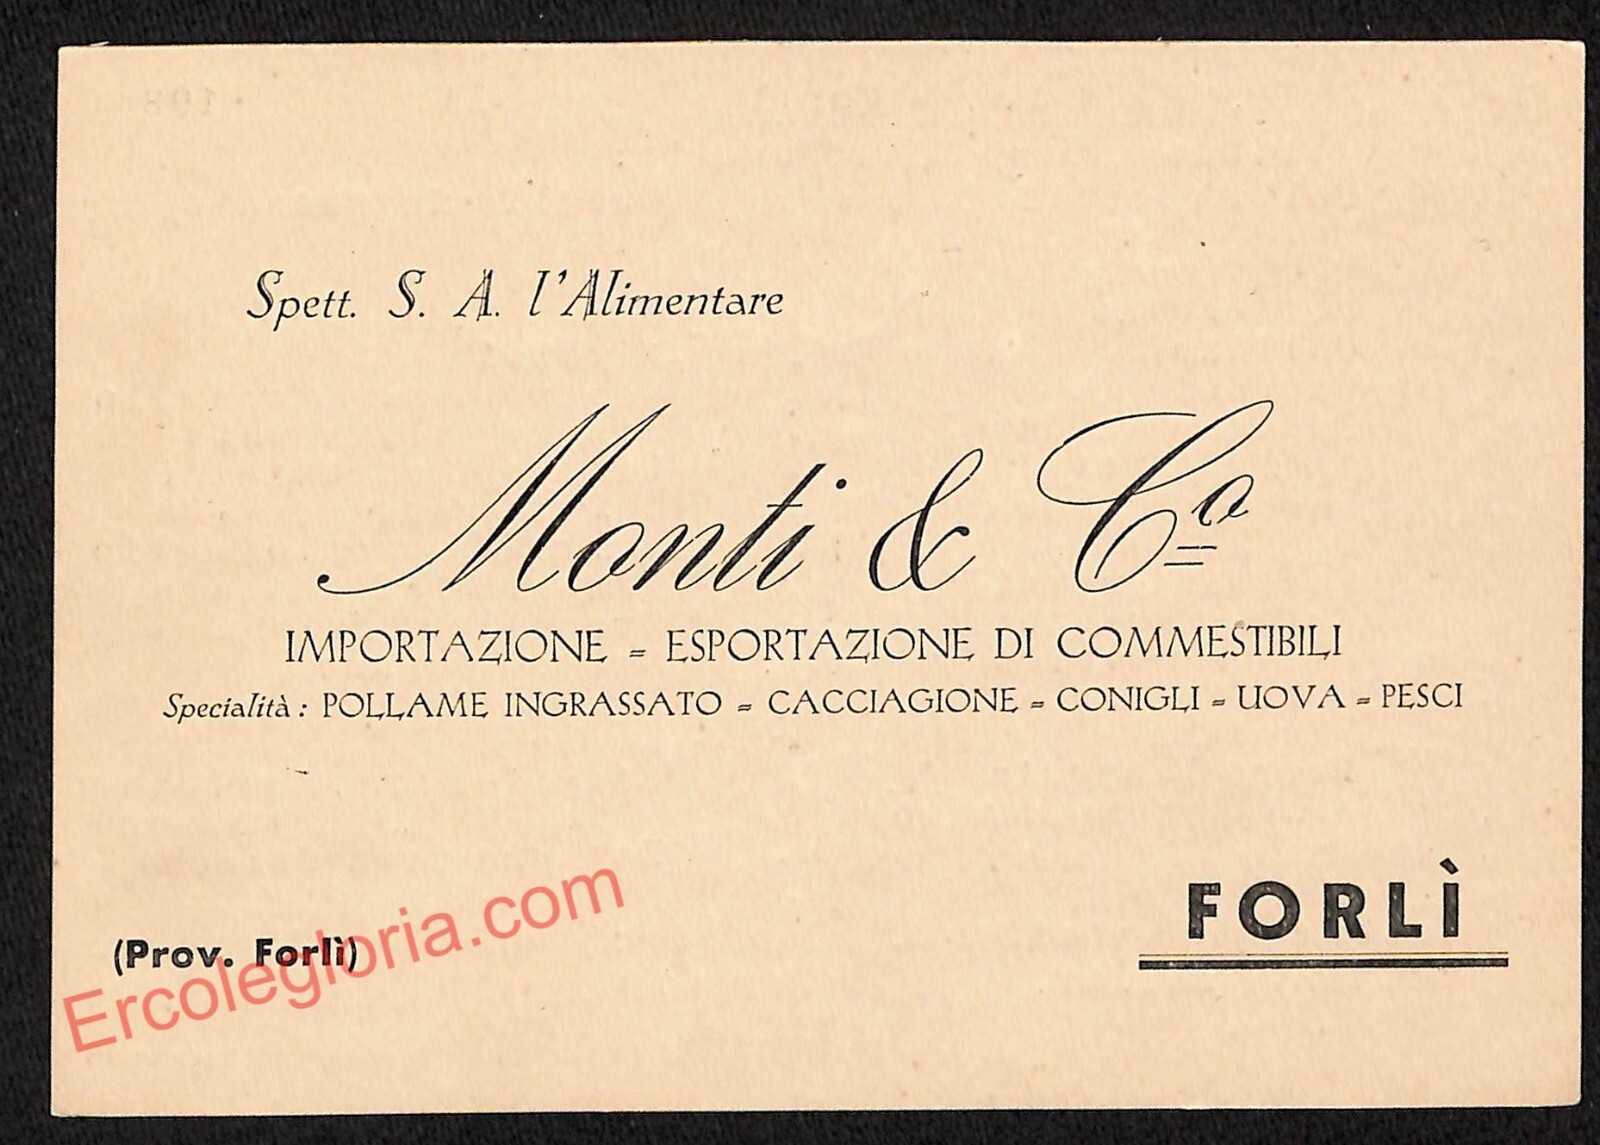 Spett. S. A. l'Alimentare
Monti & Co
IMPORTAZIONE = ESPORTAZIONE DI COMMESTIBILI
Specialità : POLLAME INGRASSATO = CACCIAGIONE = CONIGLI = UOVA = PESCI
FORLÌ
(Prov. Forlì)
Ercolegloria.com